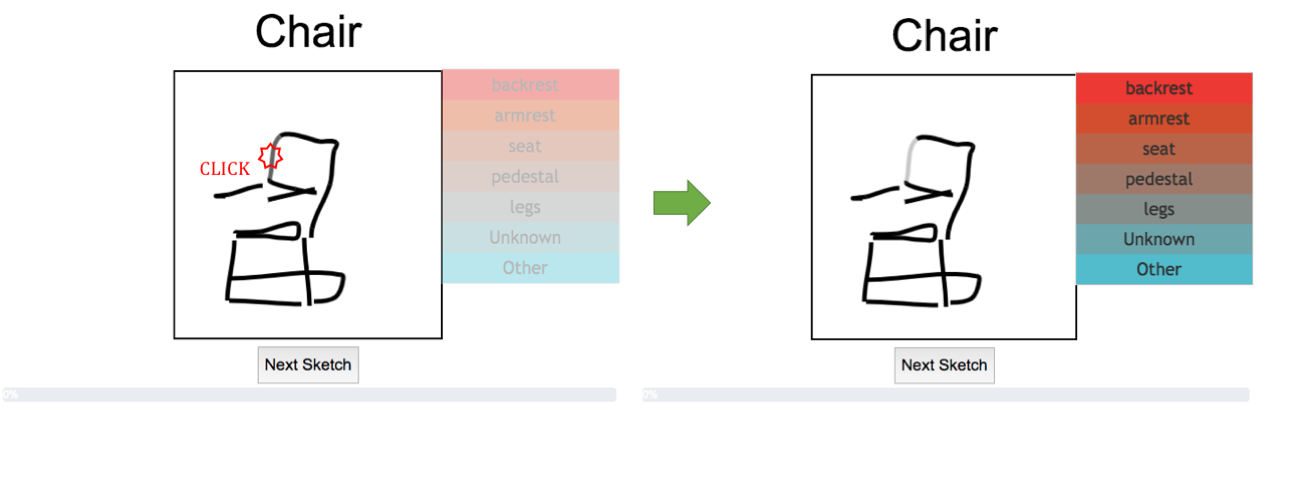 Chair
CLICK
backrest
armrest
seat
pedestal
legs
Unknown
Other
Next Sketch
0%
Chair
backrest
armrest
seat
pedestal
legs
Unknown
Other
Next Sketch
0%